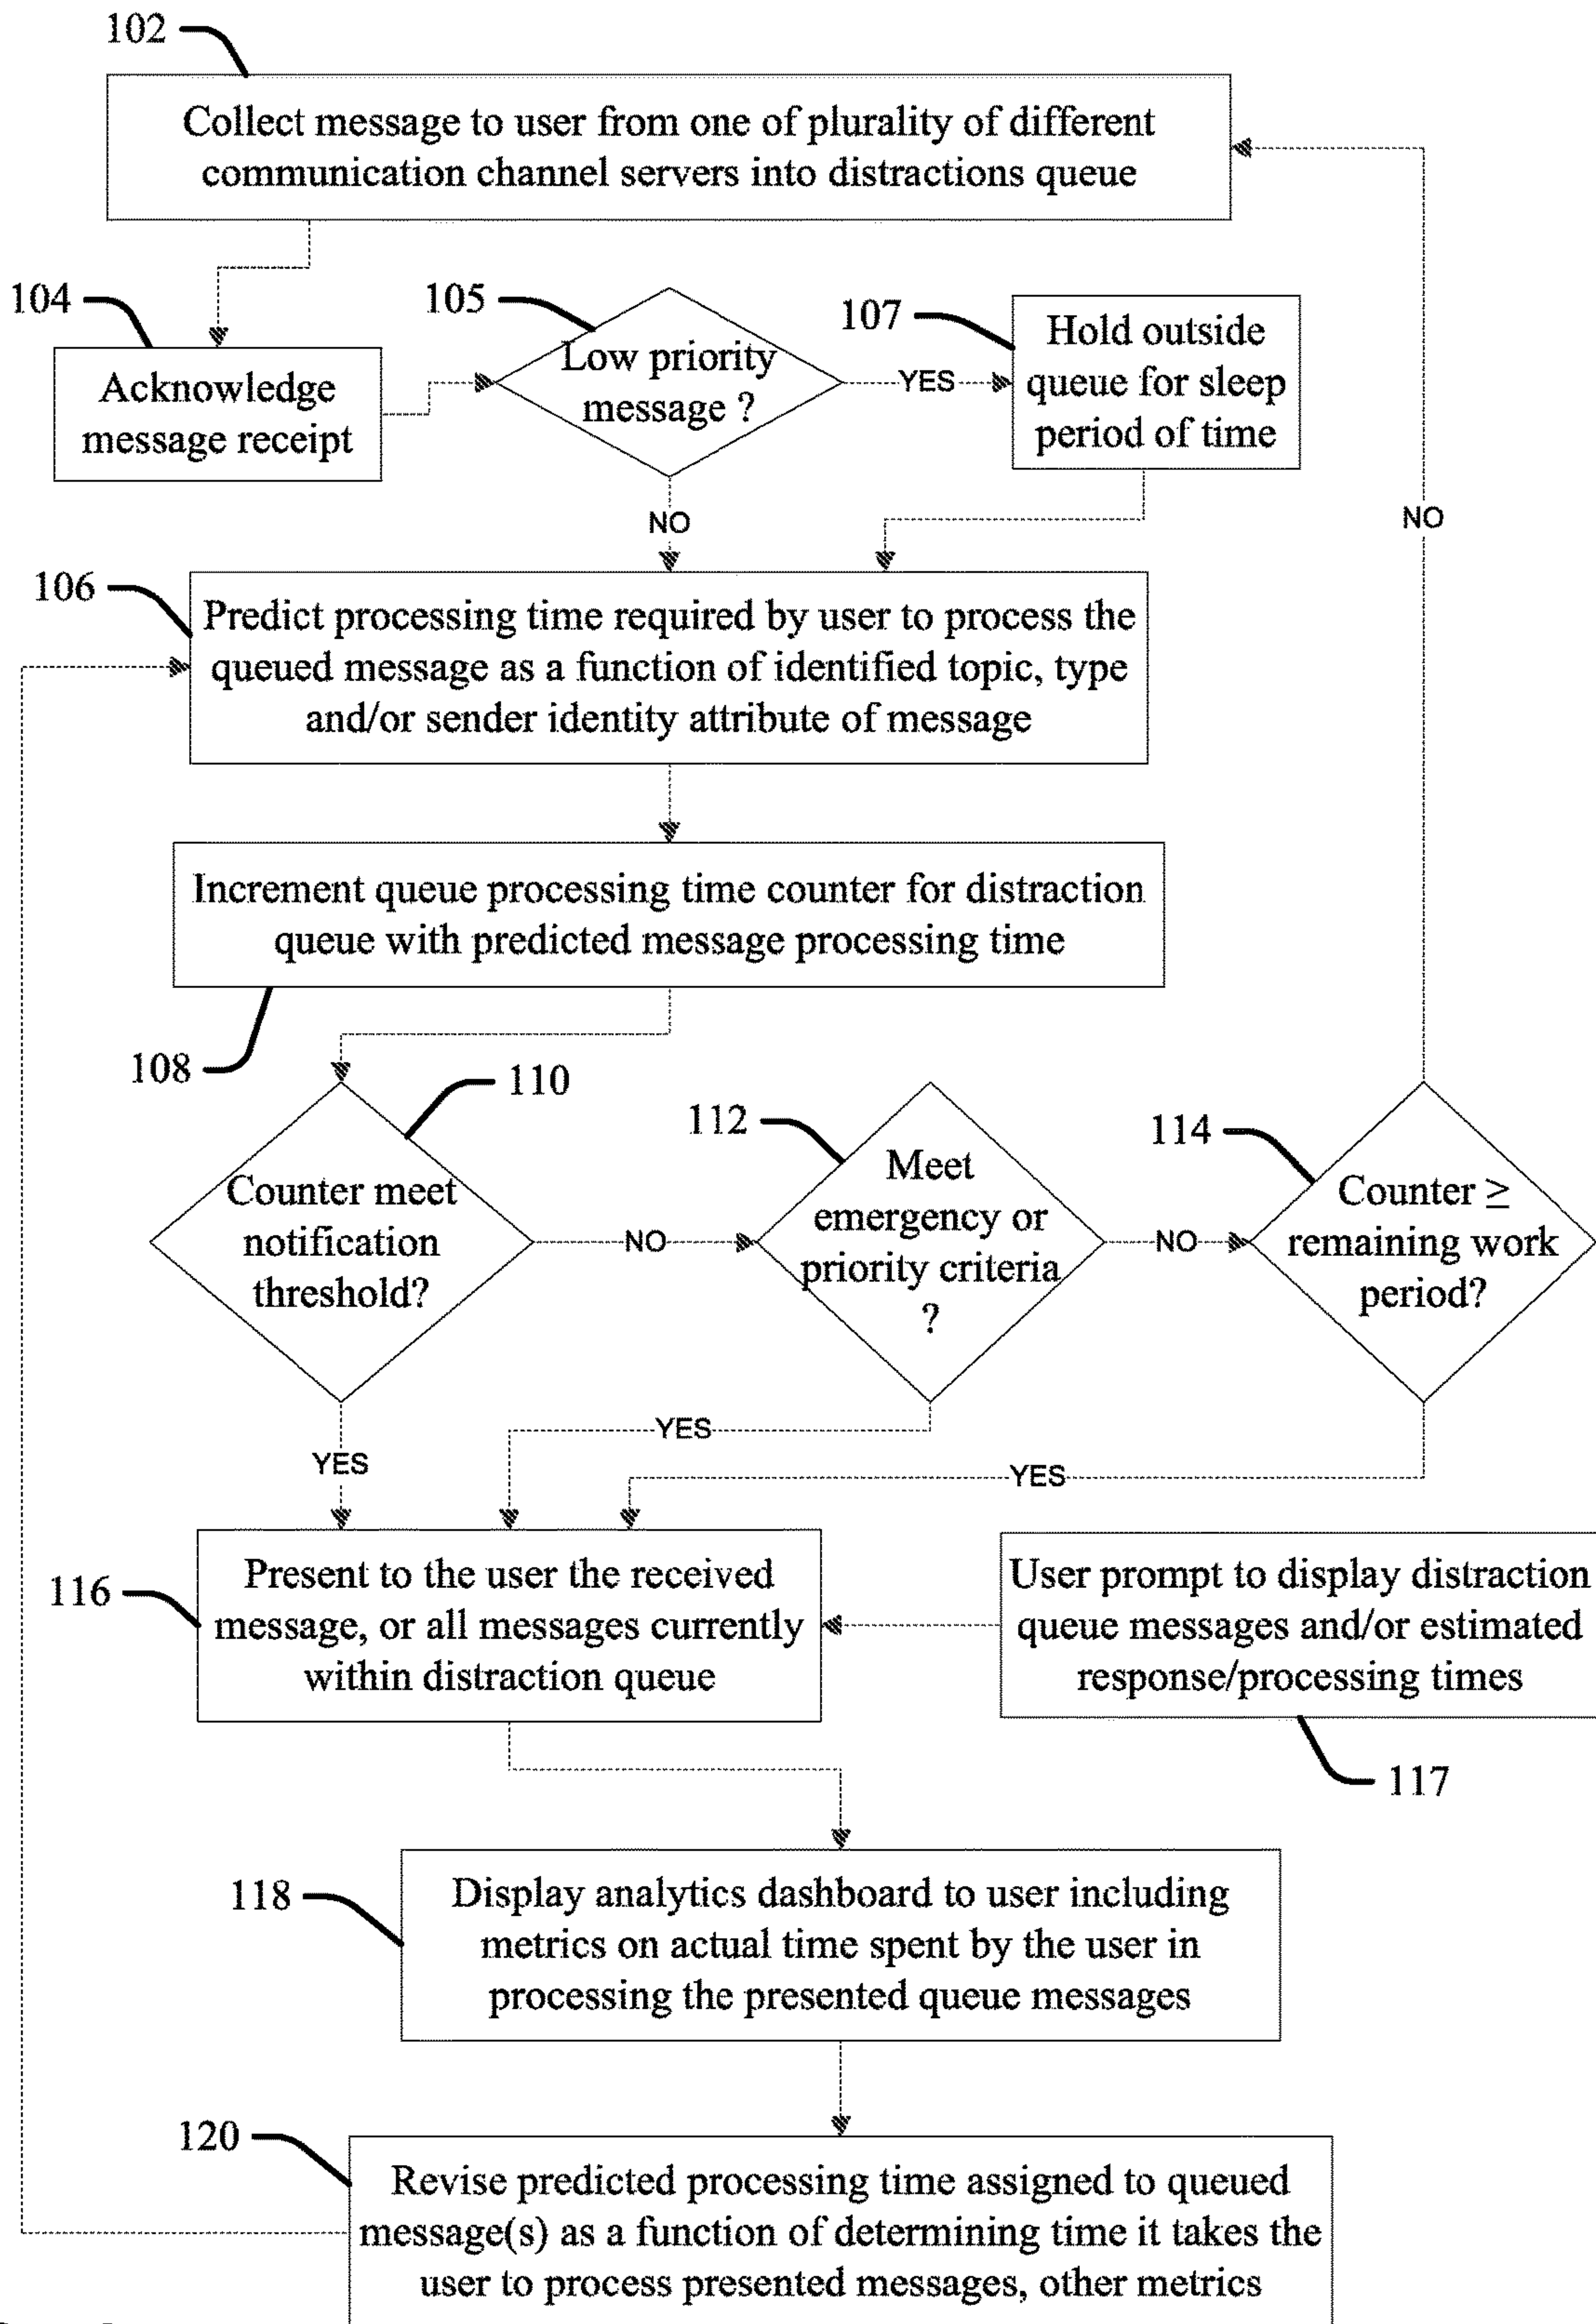 102
Collect message to user from one of plurality of different
communication channel servers into distractions queue
104
Acknowledge
message receipt
105
Low priority
message ?
YES
107
Hold outside
queue for sleep
period of time
NO
NO
106
Predict processing time required by user to process the
queued message as a function of identified topic, type
and/or sender identity attribute of message
Increment queue processing time counter for distraction
queue with predicted message processing time
108
110
Counter meet
notification
threshold?
NO
112
Meet
emergency or
priority criteria
?
NO
114
Counter ≥
remaining work
period?
YES
YES
YES
116
Present to the user the received
message, or all messages currently
within distraction queue
User prompt to display distraction
queue messages and/or estimated
response/processing times
117
118
Display analytics dashboard to user including
metrics on actual time spent by the user in
processing the presented queue messages
120
Revise predicted processing time assigned to queued
message(s) as a function of determining time it takes the
user to process presented messages, other metrics